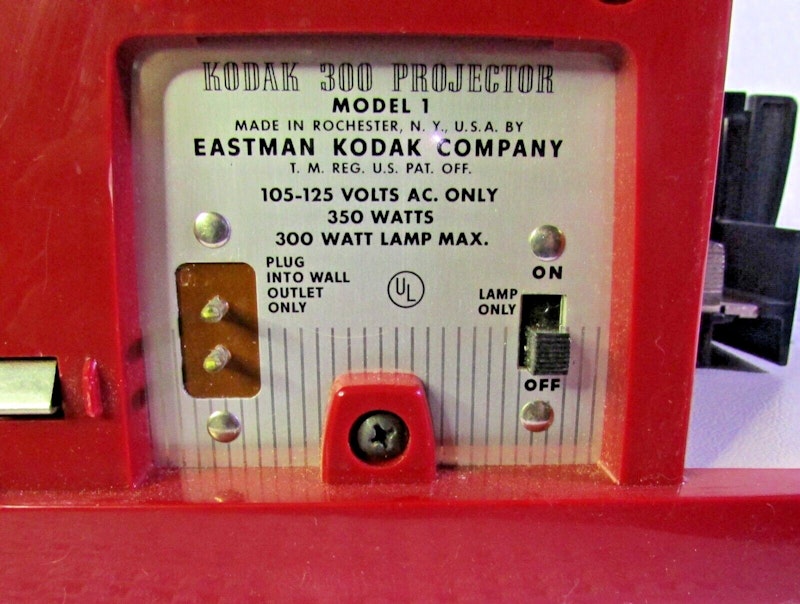 KODAK 300 PROJECTOR
MODEL 1
MADE IN ROCHESTER, N. Y., U.S.A. BY
EASTMAN KODAK COMPANY
T. M. REG. U.S. PAT. OFF.
105-125 VOLTS AC. ONLY
350 WATTS
300 WATT LAMP MAX.
PLUG
INTO WALL
OUTLET
ONLY
UL
ON
LAMP
ONLY
OFF